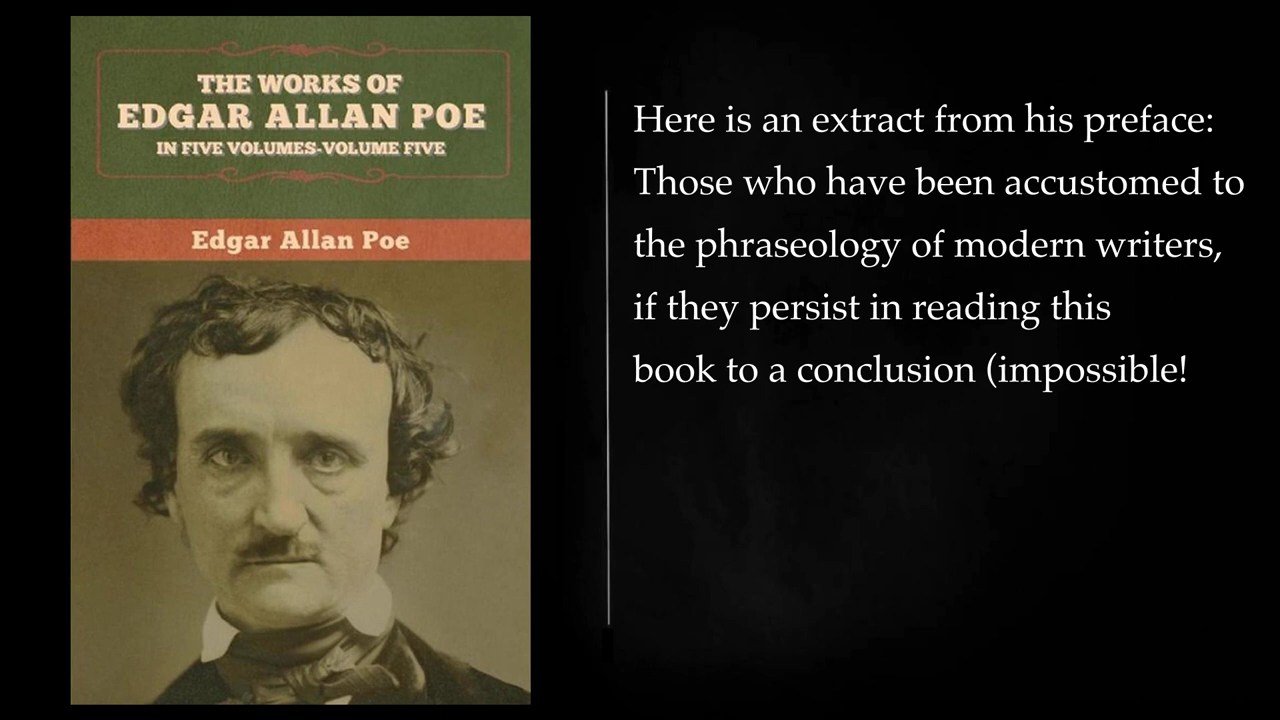 THE WORKS OF
EDGAR ALLAN POE
IN FIVE VOLUMES-VOLUME FIVE
Edgar Allan Poe
Here is an extract from his preface:
Those who have been accustomed to
the phraseology of modern writers,
if they persist in reading this
book to a conclusion (impossible!